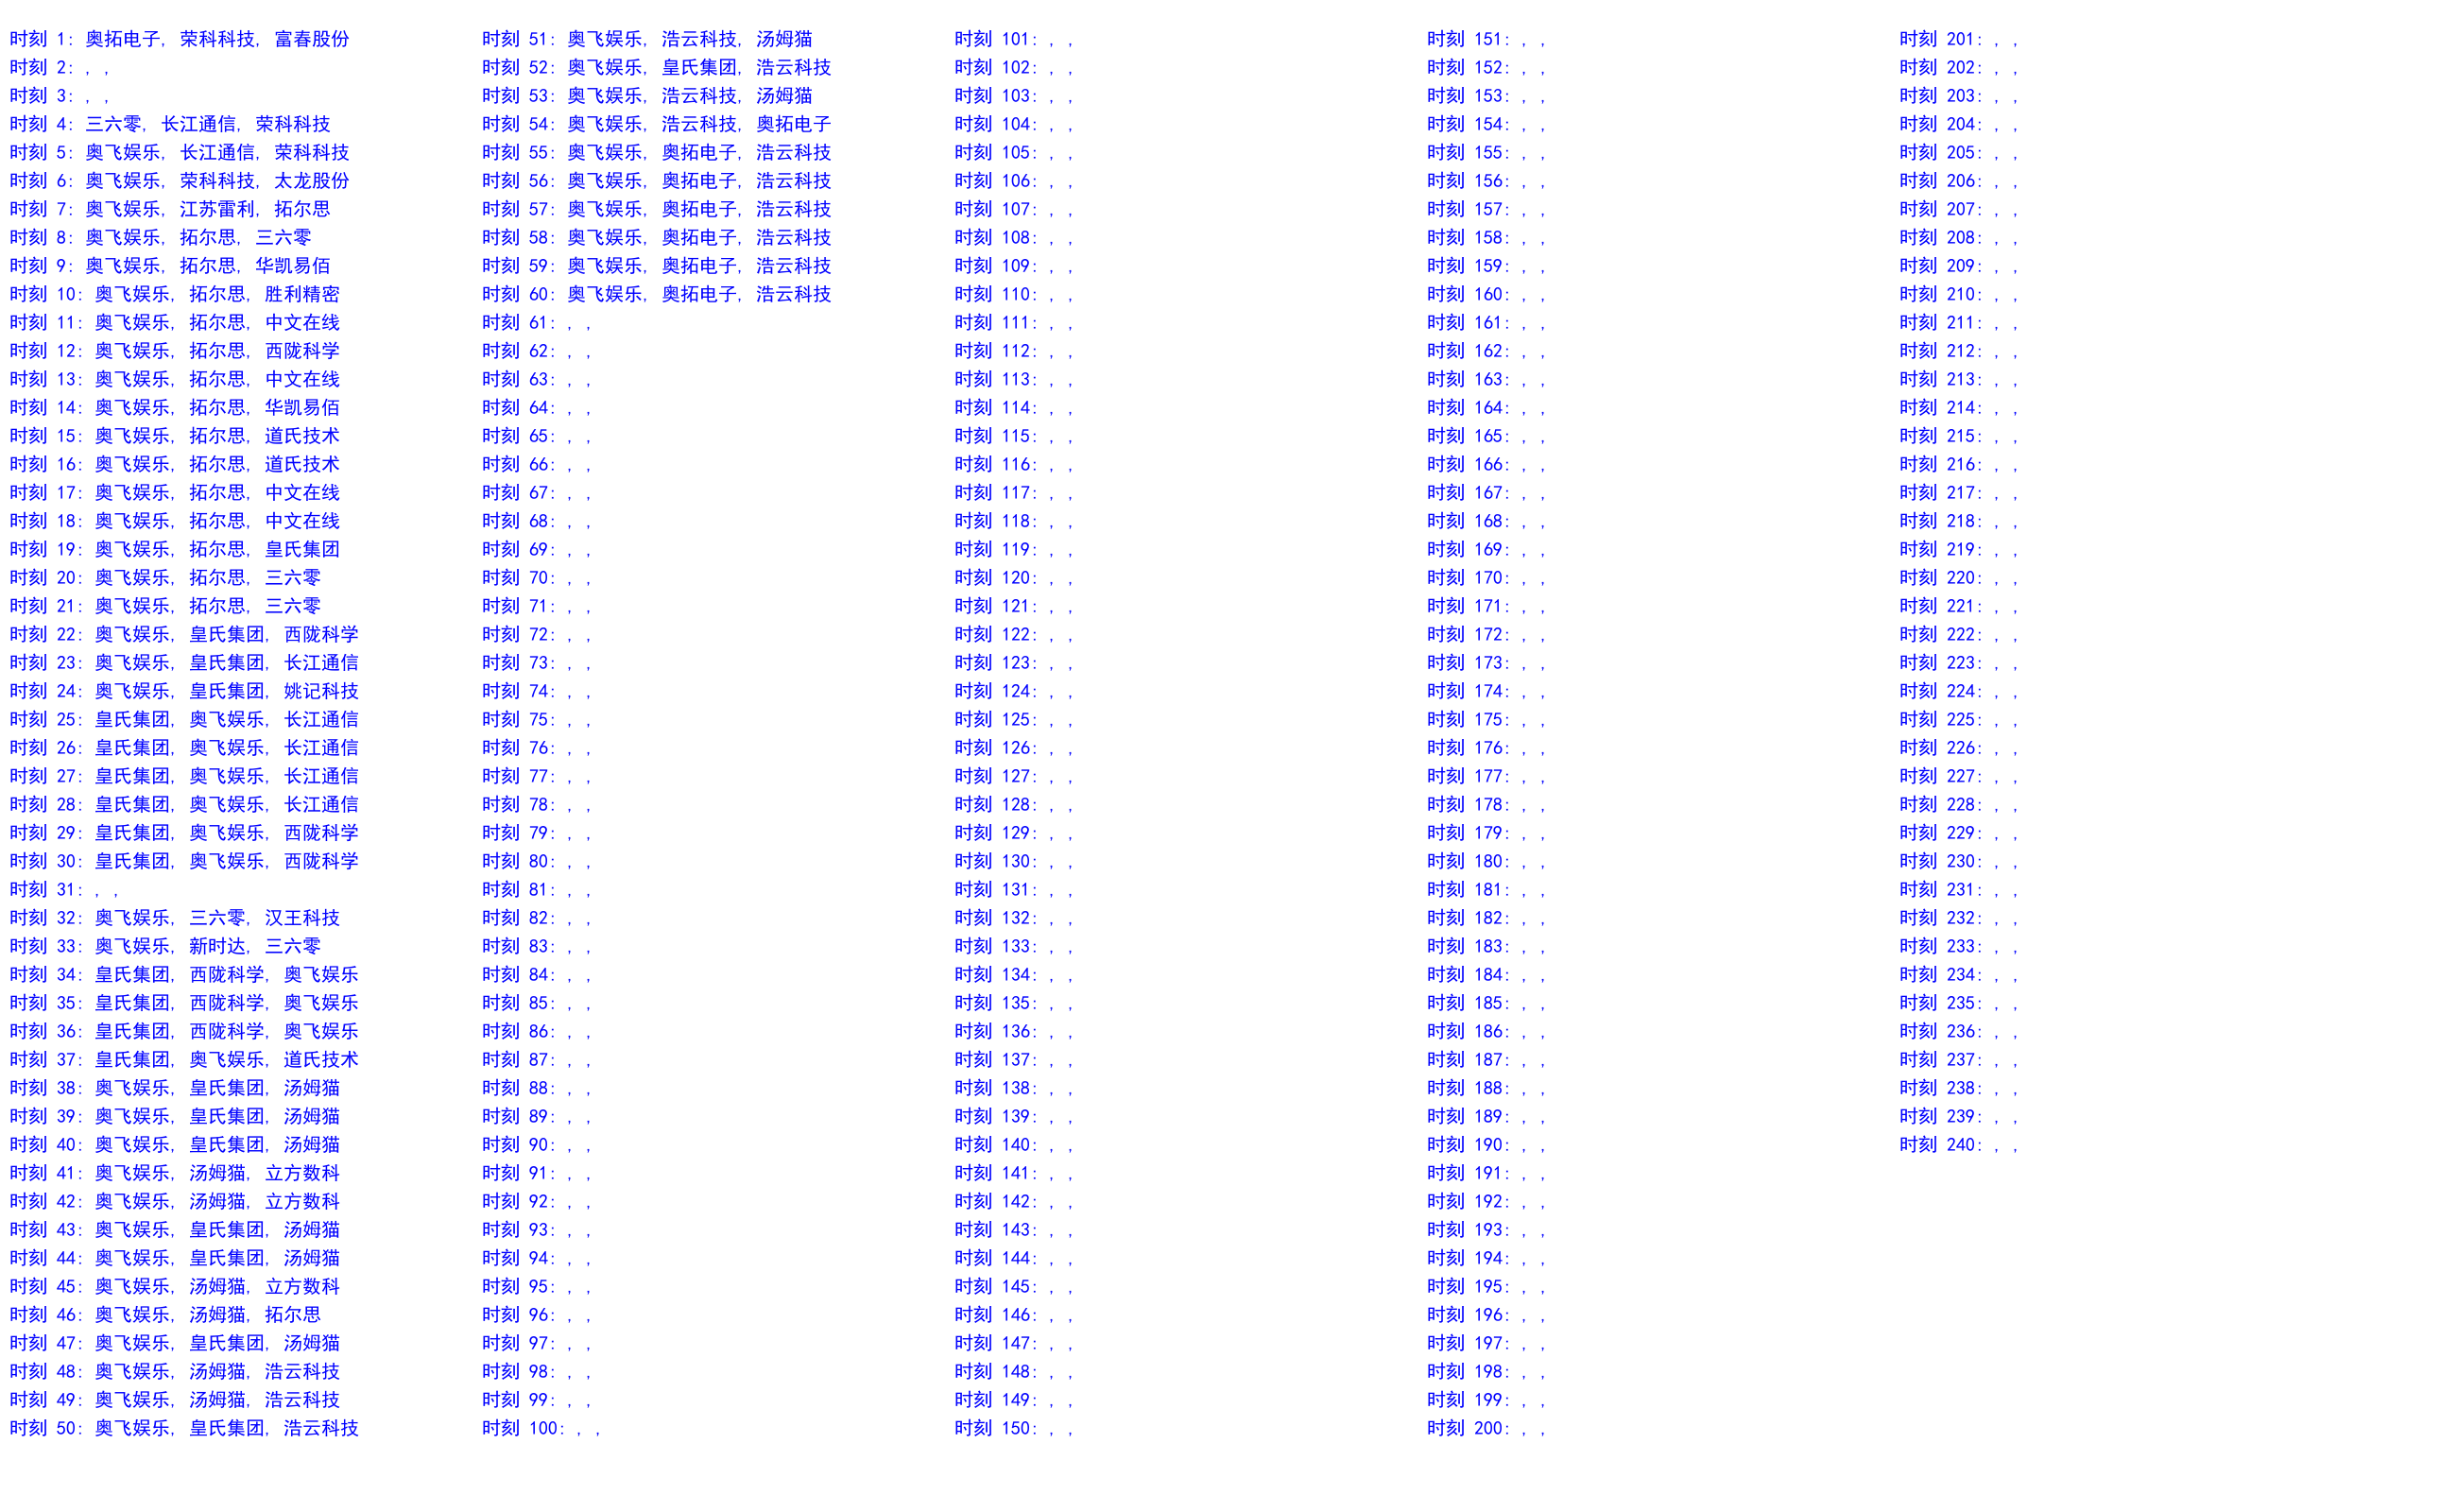 时刻 1: 奥拓电子, 荣科科技, 富春股份
时刻 2: , ,
时刻 3: , ,
时刻 4: 三六零, 长江通信, 荣科科技
时刻 5: 奥飞娱乐, 长江通信, 荣科科技
时刻 6: 奥飞娱乐, 荣科科技, 太龙股份
时刻 7: 奥飞娱乐, 江苏雷利, 拓尔思
时刻 8: 奥飞娱乐, 拓尔思, 三六零
时刻 9: 奥飞娱乐, 拓尔思, 华凯易佰
时刻 10: 奥飞娱乐, 拓尔思, 胜利精密
时刻 11: 奥飞娱乐, 拓尔思, 中文在线
时刻 12: 奥飞娱乐, 拓尔思, 西陇科学
时刻 13: 奥飞娱乐, 拓尔思, 中文在线
时刻 14: 奥飞娱乐, 拓尔思, 华凯易佰
时刻 15: 奥飞娱乐, 拓尔思, 道氏技术
时刻 16: 奥飞娱乐, 拓尔思, 道氏技术
时刻 17: 奥飞娱乐, 拓尔思, 中文在线
时刻 18: 奥飞娱乐, 拓尔思, 中文在线
时刻 19: 奥飞娱乐, 拓尔思, 皇氏集团
时刻 20: 奥飞娱乐, 拓尔思, 三六零
时刻 21: 奥飞娱乐, 拓尔思, 三六零
时刻 22: 奥飞娱乐, 皇氏集团, 西陇科学
时刻 23: 奥飞娱乐, 皇氏集团, 长江通信
时刻 24: 奥飞娱乐, 皇氏集团, 姚记科技
时刻 25: 皇氏集团, 奥飞娱乐, 长江通信
时刻 26: 皇氏集团, 奥飞娱乐, 长江通信
时刻 27: 皇氏集团, 奥飞娱乐, 长江通信
时刻 28: 皇氏集团, 奥飞娱乐, 长江通信
时刻 29: 皇氏集团, 奥飞娱乐, 西陇科学
时刻 30: 皇氏集团, 奥飞娱乐, 西陇科学
时刻 31: , ,
时刻 32: 奥飞娱乐, 三六零, 汉王科技
时刻 33: 奥飞娱乐, 新时达, 三六零
时刻 34: 皇氏集团, 西陇科学, 奥飞娱乐
时刻 35: 皇氏集团, 西陇科学, 奥飞娱乐
时刻 36: 皇氏集团, 西陇科学, 奥飞娱乐
时刻 37: 皇氏集团, 奥飞娱乐, 道氏技术
时刻 38: 奥飞娱乐, 皇氏集团, 汤姆猫
时刻 39: 奥飞娱乐, 皇氏集团, 汤姆猫
时刻 40: 奥飞娱乐, 皇氏集团, 汤姆猫
时刻 41: 奥飞娱乐, 汤姆猫, 立方数科
时刻 42: 奥飞娱乐, 汤姆猫, 立方数科
时刻 43: 奥飞娱乐, 皇氏集团, 汤姆猫
时刻 44: 奥飞娱乐, 皇氏集团, 汤姆猫
时刻 45: 奥飞娱乐, 汤姆猫, 立方数科
时刻 46: 奥飞娱乐, 汤姆猫, 拓尔思
时刻 47: 奥飞娱乐, 皇氏集团, 汤姆猫
时刻 48: 奥飞娱乐, 汤姆猫, 浩云科技
时刻 49: 奥飞娱乐, 汤姆猫, 浩云科技
时刻 50: 奥飞娱乐, 皇氏集团, 浩云科技
时刻 51: 奥飞娱乐, 浩云科技, 汤姆猫
时刻 52: 奥飞娱乐, 皇氏集团, 浩云科技
时刻 53: 奥飞娱乐, 浩云科技, 汤姆猫
时刻 54: 奥飞娱乐, 浩云科技, 奥拓电子
时刻 55: 奥飞娱乐, 奥拓电子, 浩云科技
时刻 56: 奥飞娱乐, 奥拓电子, 浩云科技
时刻 57: 奥飞娱乐, 奥拓电子, 浩云科技
时刻 58: 奥飞娱乐, 奥拓电子, 浩云科技
时刻 59: 奥飞娱乐, 奥拓电子, 浩云科技
时刻 60: 奥飞娱乐, 奥拓电子, 浩云科技
时刻 61: , ,
时刻 62: , ,
时刻 63: , ,
时刻 64: , ,
时刻 65: , ,
时刻 66: , ,
时刻 67: , ,
时刻 68: , ,
时刻 69: , ,
时刻 70: , ,
时刻 71: , ,
时刻 72: , ,
时刻 73: , ,
时刻 74: , ,
时刻 75: , ,
时刻 76: , ,
时刻 77: , ,
时刻 78: , ,
时刻 79: , ,
时刻 80: , ,
时刻 81: , ,
时刻 82: , ,
时刻 83: , ,
时刻 84: , ,
时刻 85: , ,
时刻 86: , ,
时刻 87: , ,
时刻 88: , ,
时刻 89: , ,
时刻 90: , ,
时刻 91: , ,
时刻 92: , ,
时刻 93: , ,
时刻 94: , ,
时刻 95: , ,
时刻 96: , ,
时刻 97: , ,
时刻 98: , ,
时刻 99: , ,
时刻 100: , ,
时刻 101: , ,
时刻 102: , ,
时刻 103: , ,
时刻 104: , ,
时刻 105: , ,
时刻 106: , ,
时刻 107: , ,
时刻 108: , ,
时刻 109: , ,
时刻 110: , ,
时刻 111: , ,
时刻 112: , ,
时刻 113: , ,
时刻 114: , ,
时刻 115: , ,
时刻 116: , ,
时刻 117: , ,
时刻 118: , ,
时刻 119: , ,
时刻 120: , ,
时刻 121: , ,
时刻 122: , ,
时刻 123: , ,
时刻 124: , ,
时刻 125: , ,
时刻 126: , ,
时刻 127: , ,
时刻 128: , ,
时刻 129: , ,
时刻 130: , ,
时刻 131: , ,
时刻 132: , ,
时刻 133: , ,
时刻 134: , ,
时刻 135: , ,
时刻 136: , ,
时刻 137: , ,
时刻 138: , ,
时刻 139: , ,
时刻 140: , ,
时刻 141: , ,
时刻 142: , ,
时刻 143: , ,
时刻 144: , ,
时刻 145: , ,
时刻 146: , ,
时刻 147: , ,
时刻 148: , ,
时刻 149: , ,
时刻 150: , ,
时刻 151: , ,
时刻 152: , ,
时刻 153: , ,
时刻 154: , ,
时刻 155: , ,
时刻 156: , ,
时刻 157: , ,
时刻 158: , ,
时刻 159: , ,
时刻 160: , ,
时刻 161: , ,
时刻 162: , ,
时刻 163: , ,
时刻 164: , ,
时刻 165: , ,
时刻 166: , ,
时刻 167: , ,
时刻 168: , ,
时刻 169: , ,
时刻 170: , ,
时刻 171: , ,
时刻 172: , ,
时刻 173: , ,
时刻 174: , ,
时刻 175: , ,
时刻 176: , ,
时刻 177: , ,
时刻 178: , ,
时刻 179: , ,
时刻 180: , ,
时刻 181: , ,
时刻 182: , ,
时刻 183: , ,
时刻 184: , ,
时刻 185: , ,
时刻 186: , ,
时刻 187: , ,
时刻 188: , ,
时刻 189: , ,
时刻 190: , ,
时刻 191: , ,
时刻 192: , ,
时刻 193: , ,
时刻 194: , ,
时刻 195: , ,
时刻 196: , ,
时刻 197: , ,
时刻 198: , ,
时刻 199: , ,
时刻 200: , ,
时刻 201: , ,
时刻 202: , ,
时刻 203: , ,
时刻 204: , ,
时刻 205: , ,
时刻 206: , ,
时刻 207: , ,
时刻 208: , ,
时刻 209: , ,
时刻 210: , ,
时刻 211: , ,
时刻 212: , ,
时刻 213: , ,
时刻 214: , ,
时刻 215: , ,
时刻 216: , ,
时刻 217: , ,
时刻 218: , ,
时刻 219: , ,
时刻 220: , ,
时刻 221: , ,
时刻 222: , ,
时刻 223: , ,
时刻 224: , ,
时刻 225: , ,
时刻 226: , ,
时刻 227: , ,
时刻 228: , ,
时刻 229: , ,
时刻 230: , ,
时刻 231: , ,
时刻 232: , ,
时刻 233: , ,
时刻 234: , ,
时刻 235: , ,
时刻 236: , ,
时刻 237: , ,
时刻 238: , ,
时刻 239: , ,
时刻 240: , ,